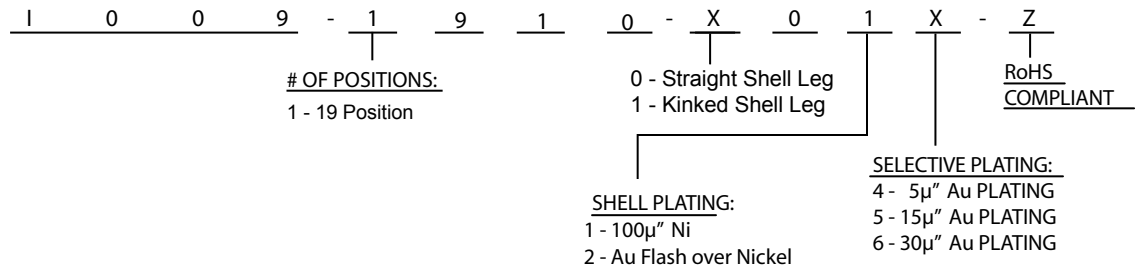 I 0 0 9 - 1 9 1 0 - X 0 1 X - Z
# OF POSITIONS:
1 - 19 Position
0 - Straight Shell Leg
1 - Kinked Shell Leg
RoHS
COMPLIANT
SHELL PLATING:
1 - 100µ" Ni
2 - Au Flash over Nickel
SELECTIVE PLATING:
4 - 5µ" Au PLATING
5 - 15µ" Au PLATING
6 - 30µ" Au PLATING